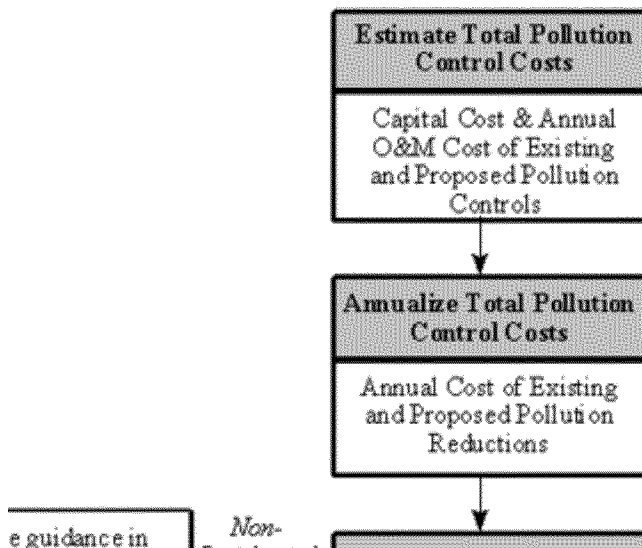 Estimate Total Pollution
Control Costs
Capital Cost & Annual
O&M Cost of Existing
and Proposed Pollution
Controls
Annualize Total Pollution
Control Costs
Annual Cost of Existing
and Proposed Pollution
Reductions
e guidance in
Non-